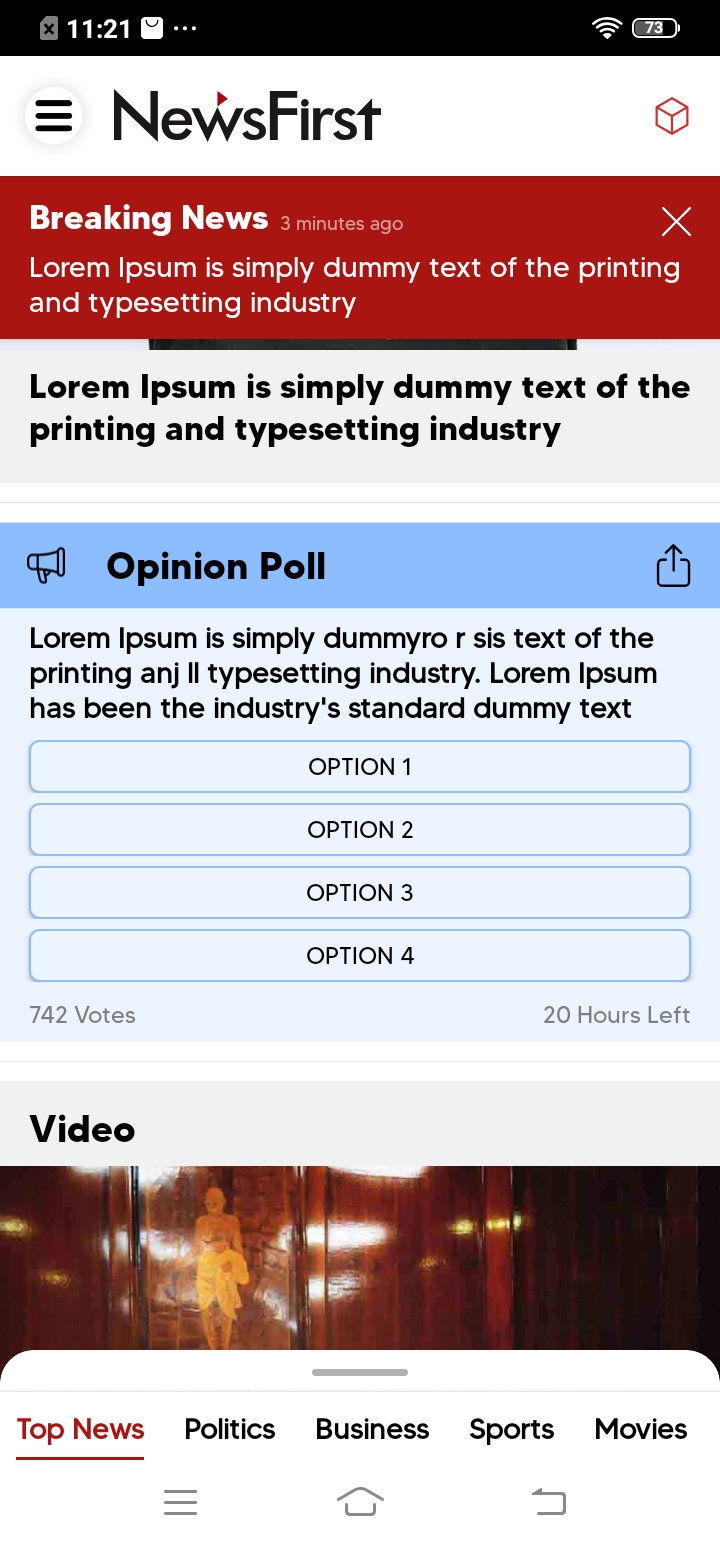 11:21
73
NewsFirst
Breaking News 3 minutes ago
Lorem Ipsum is simply dummy text of the printing
and typesetting industry
Lorem Ipsum is simply dummy text of the
printing and typesetting industry
Opinion Poll
Lorem Ipsum is simply dummyro r sis text of the
printing anj ll typesetting industry. Lorem Ipsum
has been the industry's standard dummy text
OPTION 1
OPTION 2
OPTION 3
OPTION 4
742 Votes 20 Hours Left
Video
Top News Politics Business Sports Movies